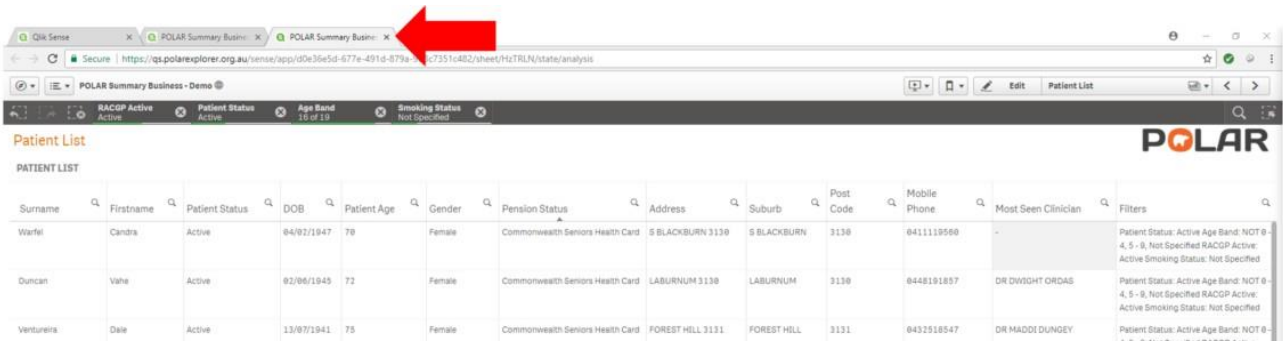 Qlik Sense
POLAR Summary Busin
POLAR Summary Busine
Secure | https://qs.polarexplorer.org.au/sense/app/d0e36e5d-677e-491d-879a- 7351c482/sheet/HzTRLN/state/analysis
POLAR Summary Business - Demo
Edit Patient List
RACGP Active Patient Status Age Band Smoking Status
Active Active 16 of 19 Not Specified
Patient List
POLAR
PATIENT LIST
Surname Firstname Patient Status DOB Patient Age Gender Pension Status Address Suburb Post Code Mobile Phone Most Seen Clinician Filters
Warfel Candra Active 04/02/1947 70 Female Commonwealth Seniors Health Card S BLACKBURN 3130 S BLACKBURN 3130 0411119560 - Patient Status: Active Age Band: NOT 0 -
4, 5 - 9, Not Specified RACGP Active:
Active Smoking Status: Not Specified
Duncan Vahe Active 02/06/1945 72 Female Commonwealth Seniors Health Card LABURNUM 3130 LABURNUM 3130 0448191857 DR DWIGHT ORDAS Patient Status: Active Age Band: NOT 0 -
4, 5 - 9, Not Specified RACGP Active:
Active Smoking Status: Not Specified
Ventureira Dale Active 13/07/1941 75 Female Commonwealth Seniors Health Card FOREST HILL 3131 FOREST HILL 3131 0432518547 DR MADDI DUNGEY Patient Status: Active Age Band: NOT 0 -